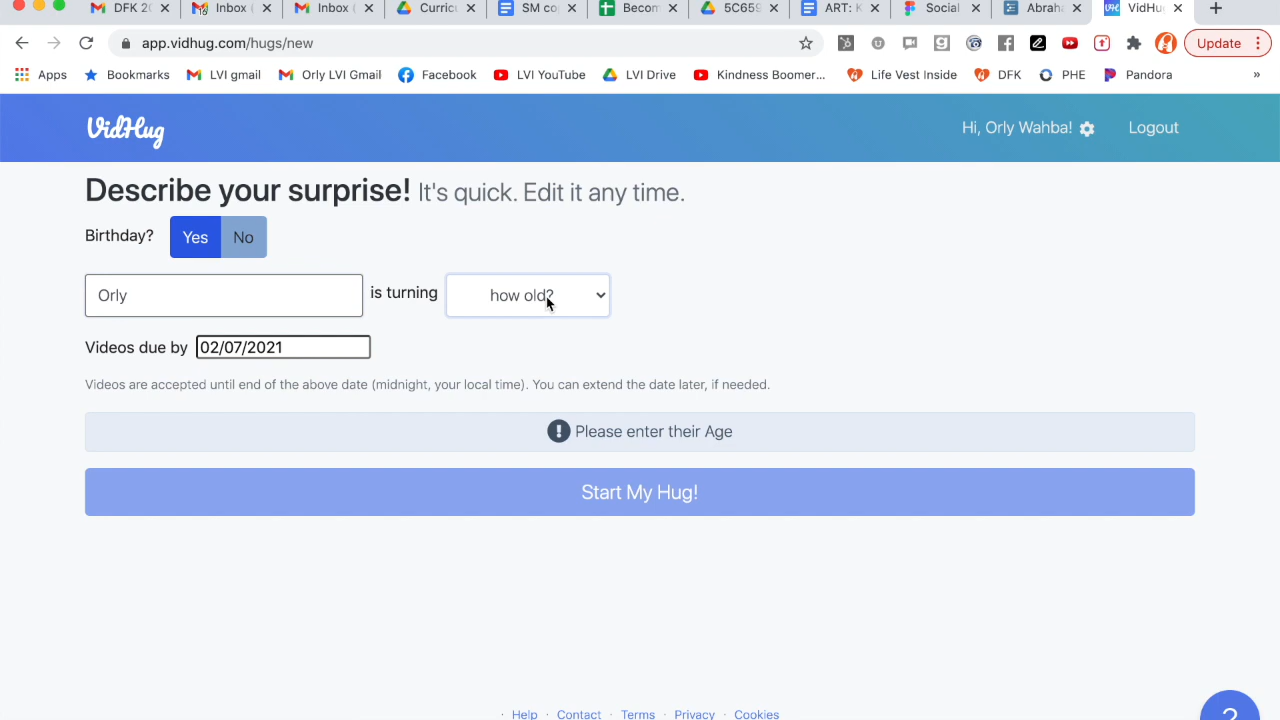 DFK 2( Inbox ( Inbox ( Curricu SM co Becom 5C659 ART: K Social Abraha VidHu
app.vidhug.com/hugs/new Update
Apps Bookmarks LVI gmail Orly LVI Gmail Facebook LVI YouTube LVI Drive Kindness Boomer... Life Vest Inside DFK PHE Pandora »
VidHug Hi, Orly Wahba! Logout
Describe your surprise! It's quick. Edit it any time.
Birthday? Yes No
Orly is turning how old?
Videos due by 02/07/2021
Videos are accepted until end of the above date (midnight, your local time). You can extend the date later, if needed.
Please enter their Age
Start My Hug!
· Help · Contact · Terms · Privacy · Cookies
?